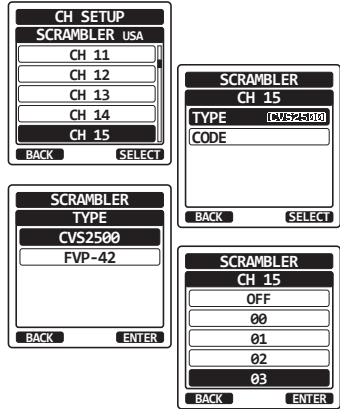 CH SETUP
SCRAMBLER USA
CH 11
CH 12
CH 13
CH 14
CH 15
BACK SELECT
SCRAMBLER
CH 15
TYPE CVS2500
CODE
BACK SELECT
SCRAMBLER
TYPE
CVS2500
FVP-42
BACK ENTER
SCRAMBLER
CH 15
OFF
00
01
02
03
BACK ENTER